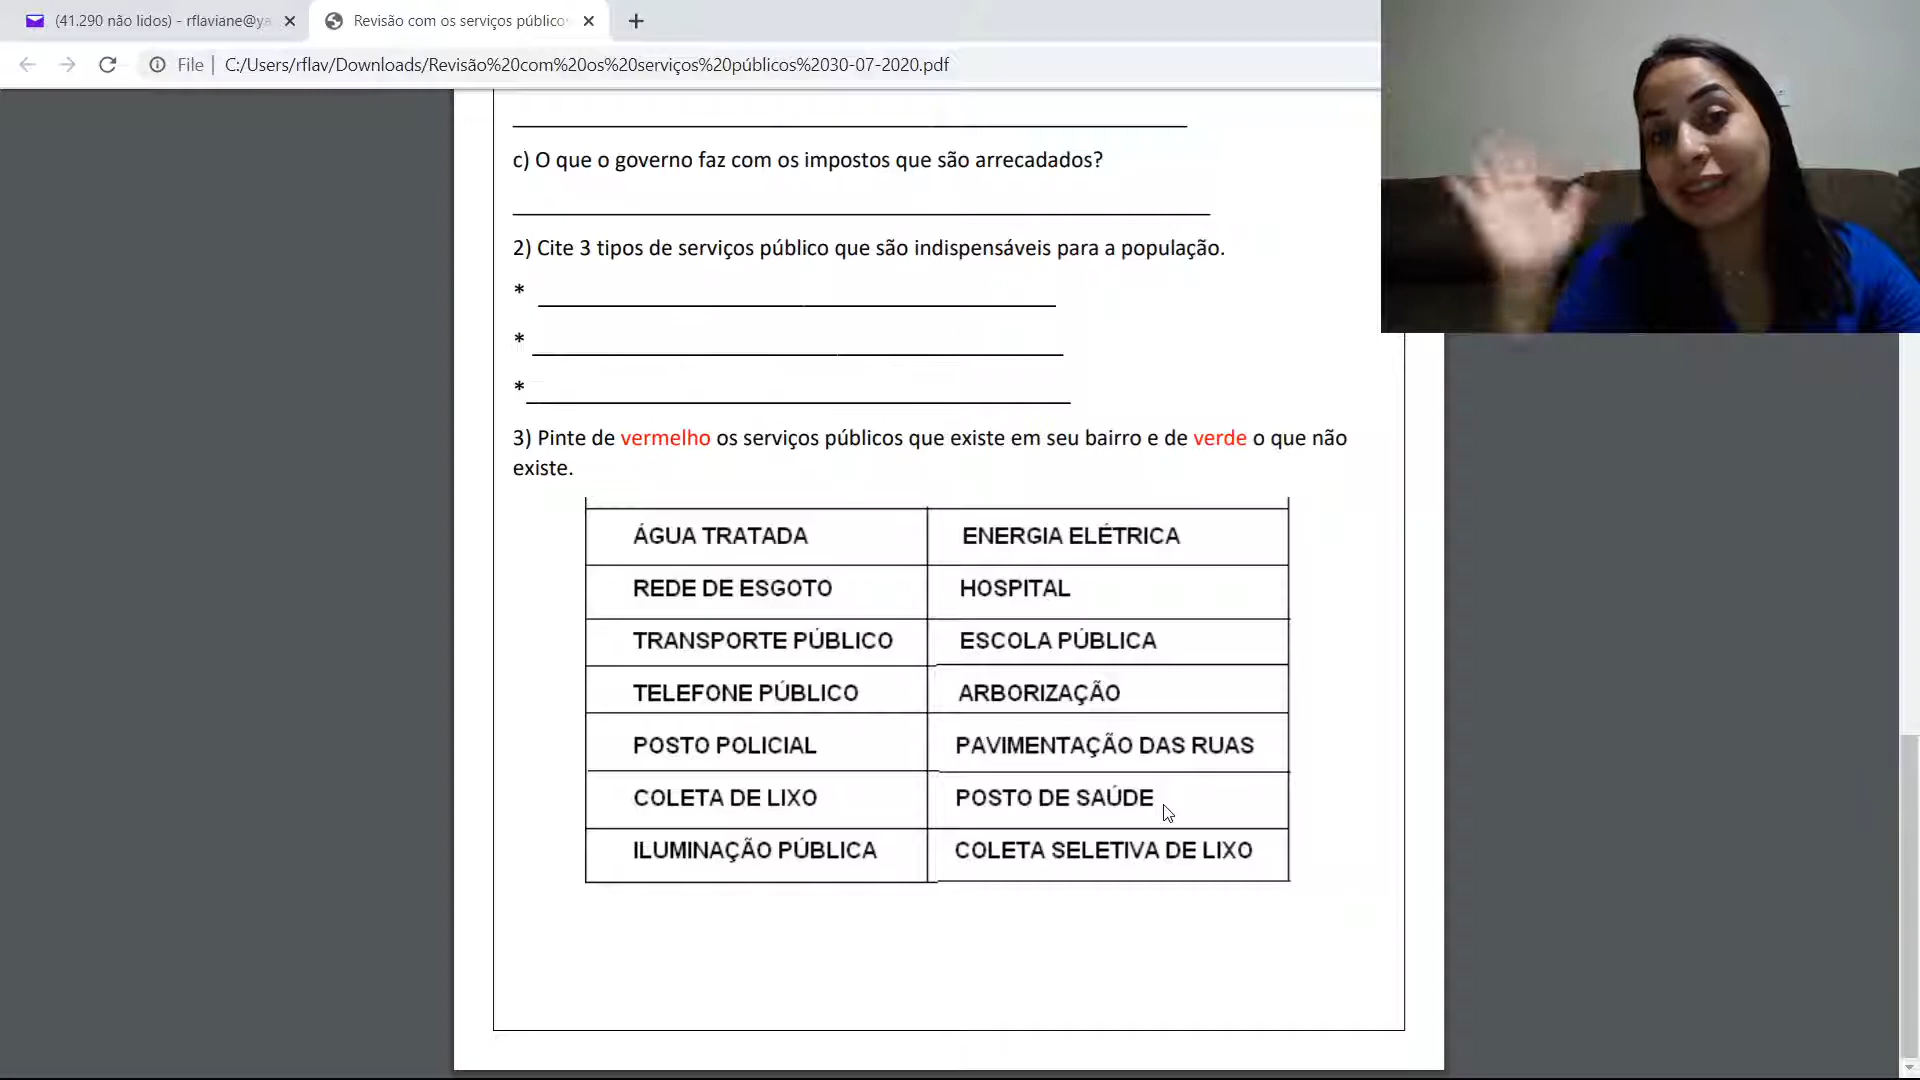 (41.290 não lidos) - rflaviane@ya
Revisão com os serviços público
File | C:/Users/rflav/Downloads/Revisão%20com%20os%20serviços%20públicos%2030-07-2020.pdf
c) O que o governo faz com os impostos que são arrecadados?
2) Cite 3 tipos de serviços público que são indispensáveis para a população.
*
*
*
3) Pinte de vermelho os serviços públicos que existe em seu bairro e de verde o que não
existe.
ÁGUA TRATADA ENERGIA ELÉTRICA
REDE DE ESGOTO HOSPITAL
TRANSPORTE PÚBLICO ESCOLA PÚBLICA
TELEFONE PÚBLICO ARBORIZAÇÃO
POSTO POLICIAL PAVIMENTAÇÃO DAS RUAS
COLETA DE LIXO POSTO DE SAÚDE
ILUMINAÇÃO PÚBLICA COLETA SELETIVA DE LIXO